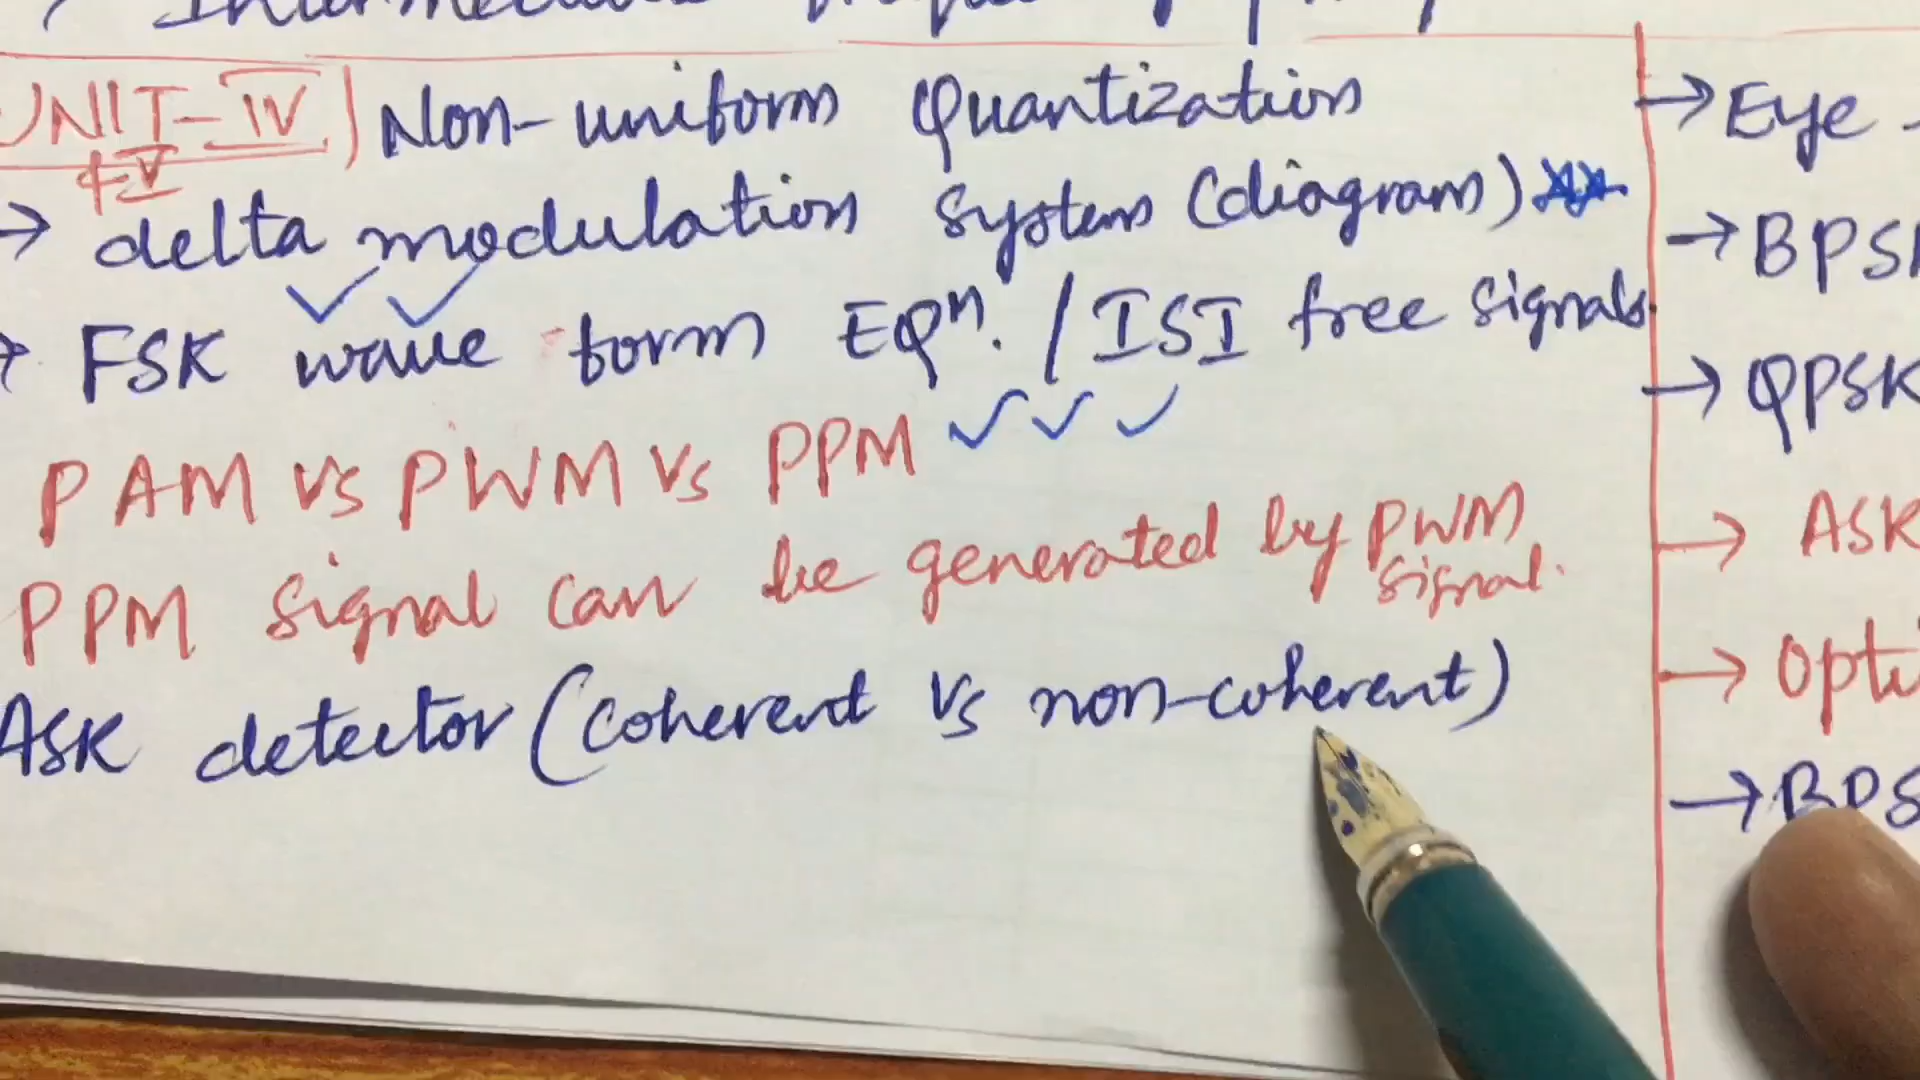 UNIT-IV) Non-uniform Quantization
& V
→ delta modulation system (diagram)
→ FSK wave form EQn. / ISI free signals.
PAM vs PWM vs PPM ✓ ✓ ✓
PPM signal can be generated by PWM signal.
ASK detector (coherent vs non-coherent)
→ Eye
→ BPSK
→ QPSK
→ ASK
→ Opti
→ BPS